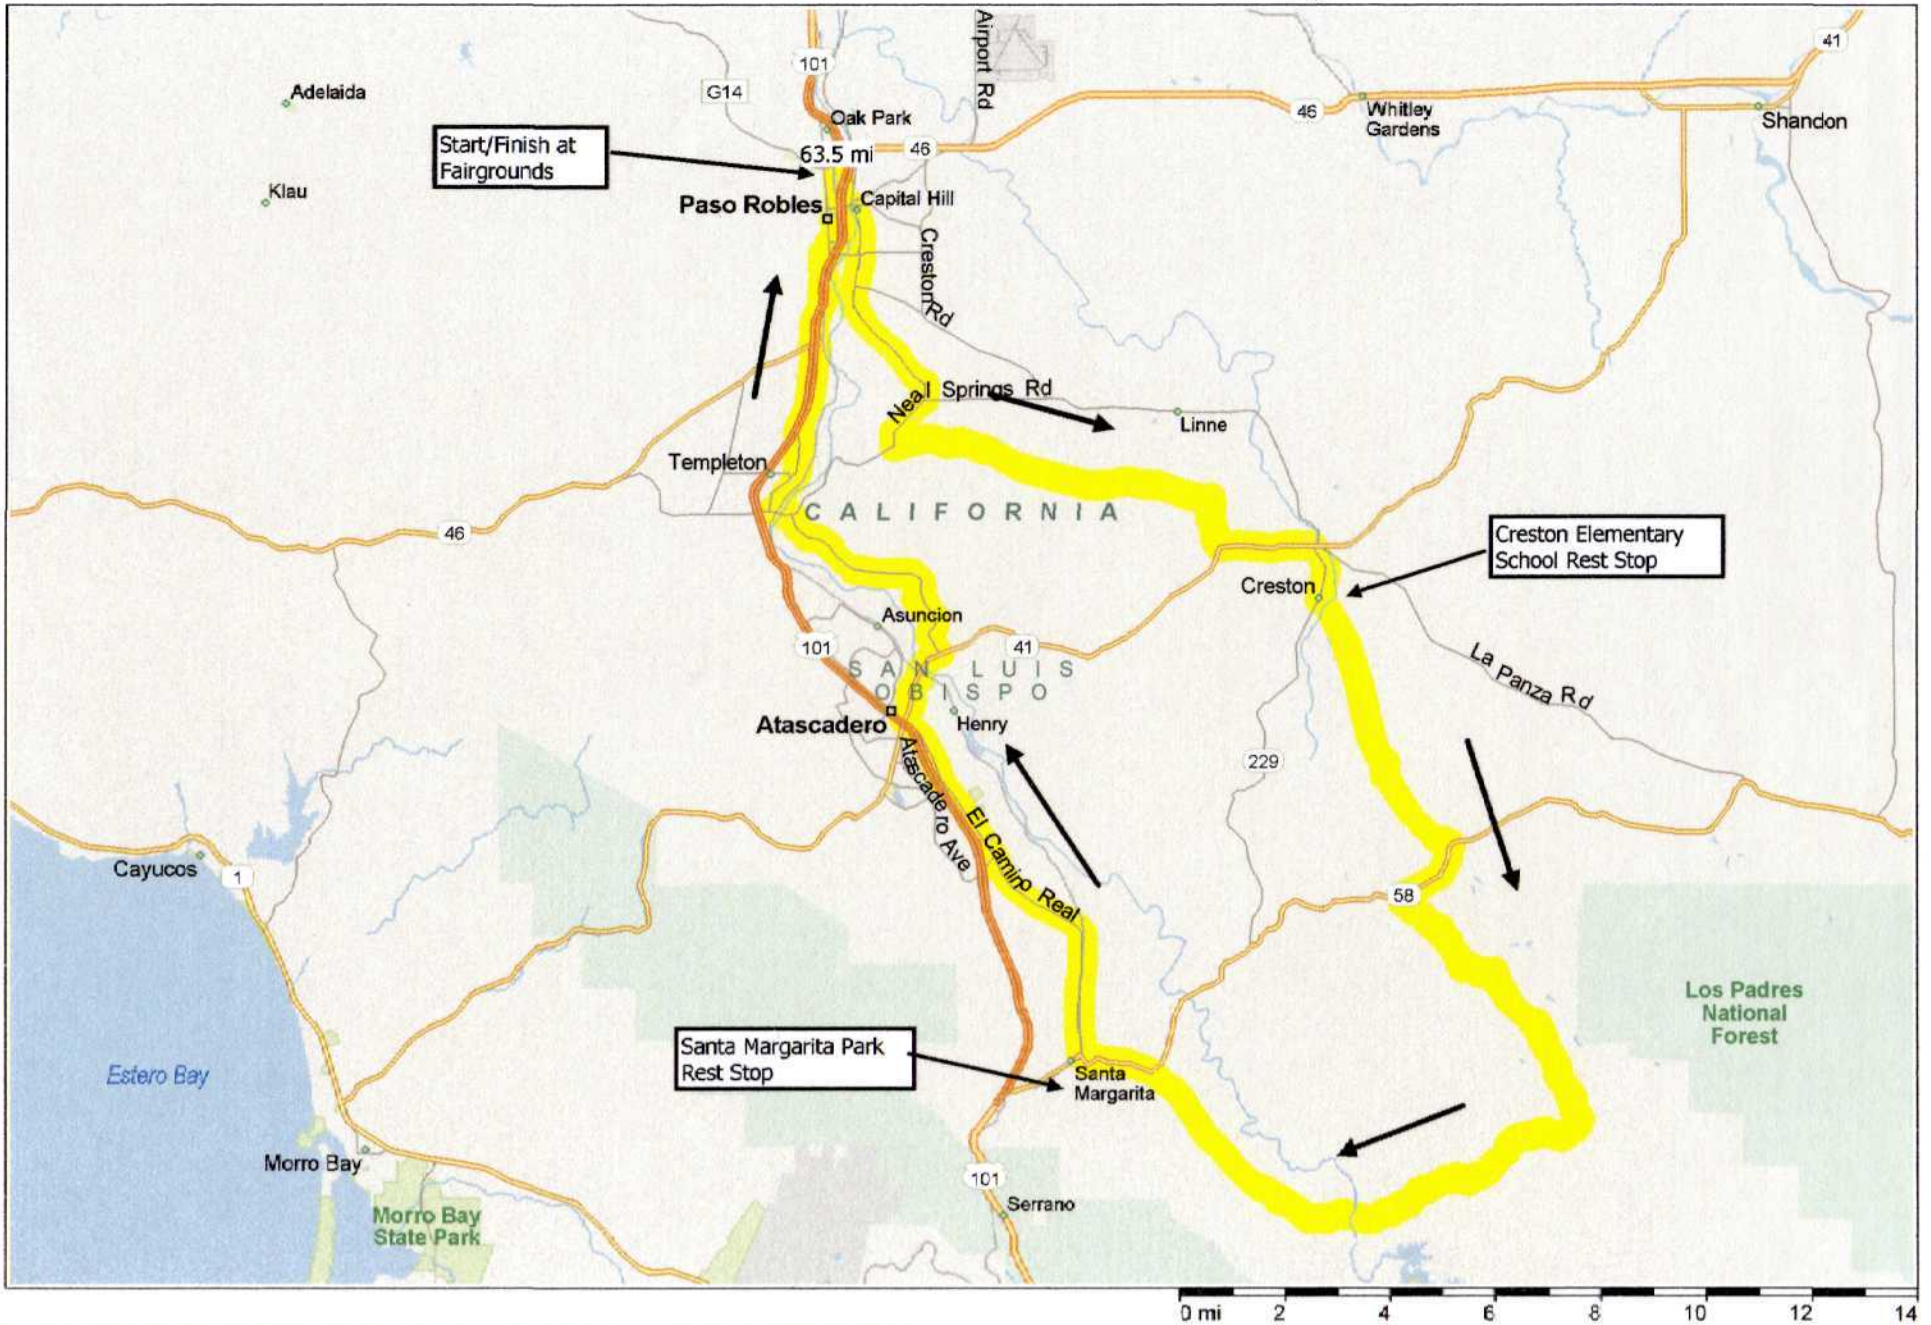 Airport Rd
41
101
G14
Adelaida
Oak Park
46
Whitley
Gardens
Shandon
Start/Finish at
Fairgrounds
63.5 mi
46
Klau
Paso Robles
Capital Hill
Creston Rd
Neal Springs Rd
Linne
Templeton
CALIFORNIA
46
Creston Elementary
School Rest Stop
Creston
Asuncion
101
41
SAN LUIS
OBISPO
La Panza Rd
Atascadero
Henry
Atascadero Ave
229
El Camino Real
Cayucos
1
58
Los Padres
National
Forest
Santa Margarita Park
Rest Stop
Estero Bay
Santa
Margarita
Morro Bay
101
Serrano
Morro Bay
State Park
0 mi 2 4 6 8 10 12 14